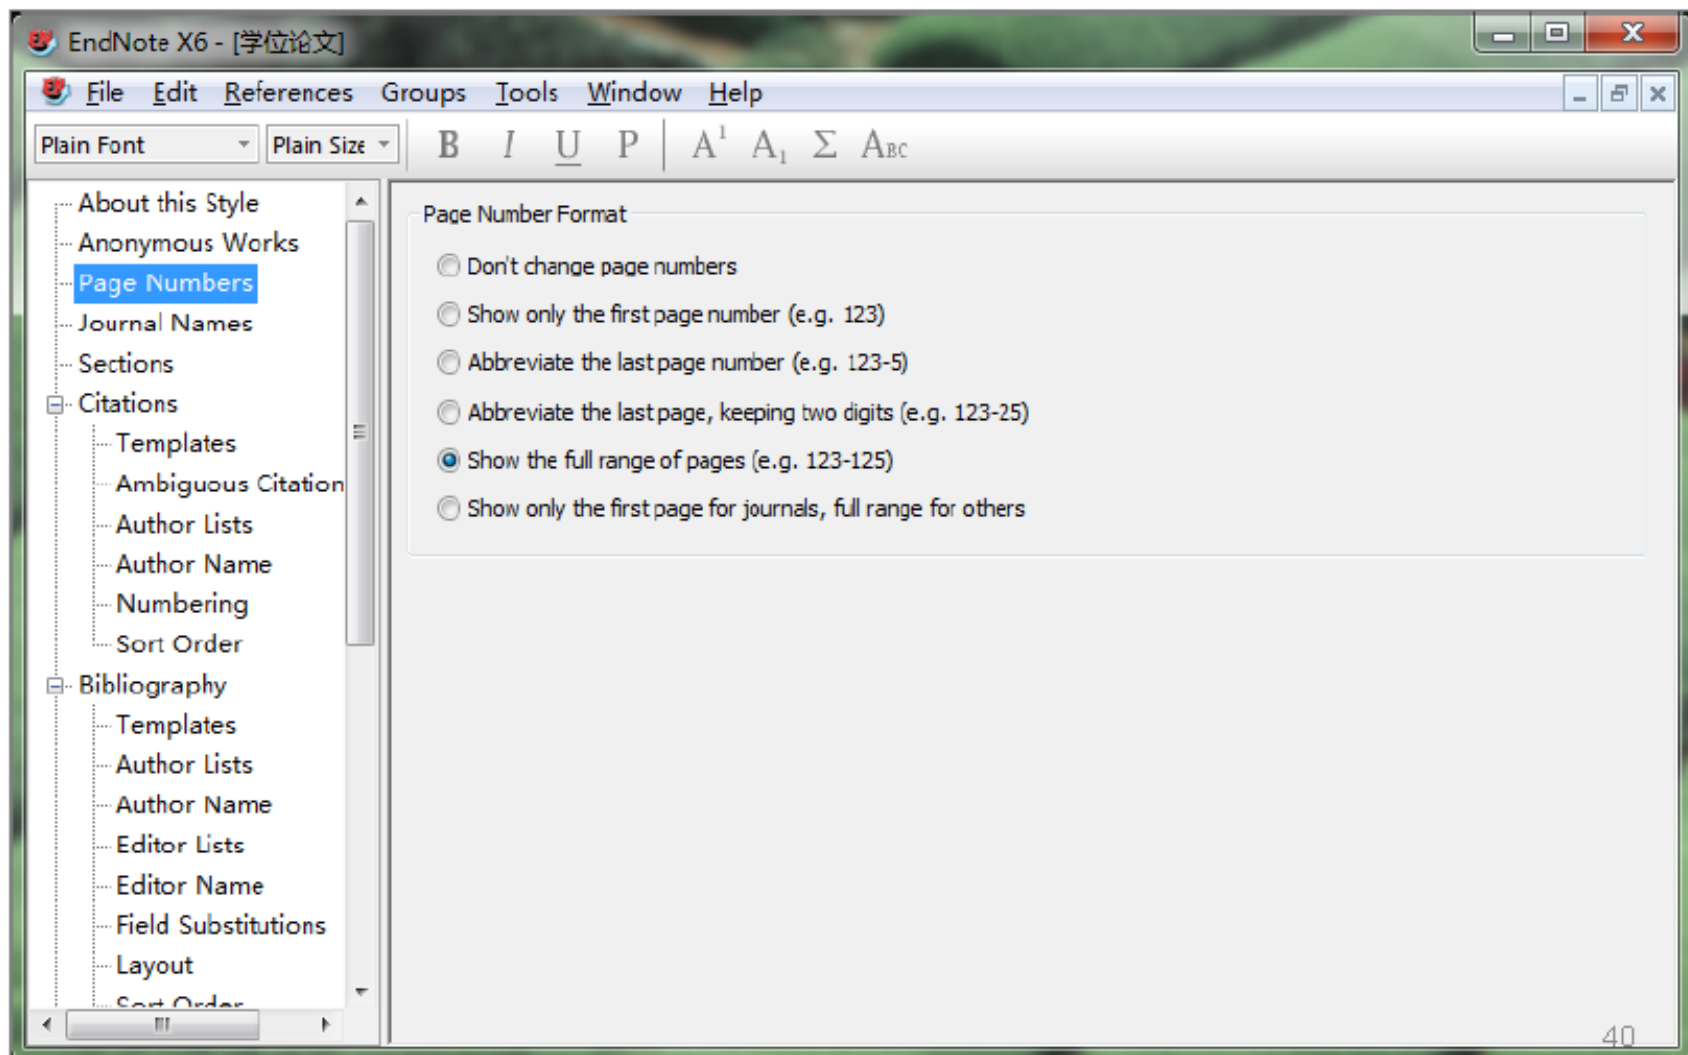 EndNote X6 - [学位论文]
File Edit References Groups Tools Window Help
Plain Font Plain Size B I U P A1 A1 Σ ABC
About this Style
Anonymous Works
Page Numbers
Journal Names
Sections
Citations
Templates
Ambiguous Citation
Author Lists
Author Name
Numbering
Sort Order
Bibliography
Templates
Author Lists
Author Name
Editor Lists
Editor Name
Field Substitutions
Layout
Sort Order
Page Number Format
Don't change page numbers
Show only the first page number (e.g. 123)
Abbreviate the last page number (e.g. 123-5)
Abbreviate the last page, keeping two digits (e.g. 123-25)
Show the full range of pages (e.g. 123-125)
Show only the first page for journals, full range for others
40